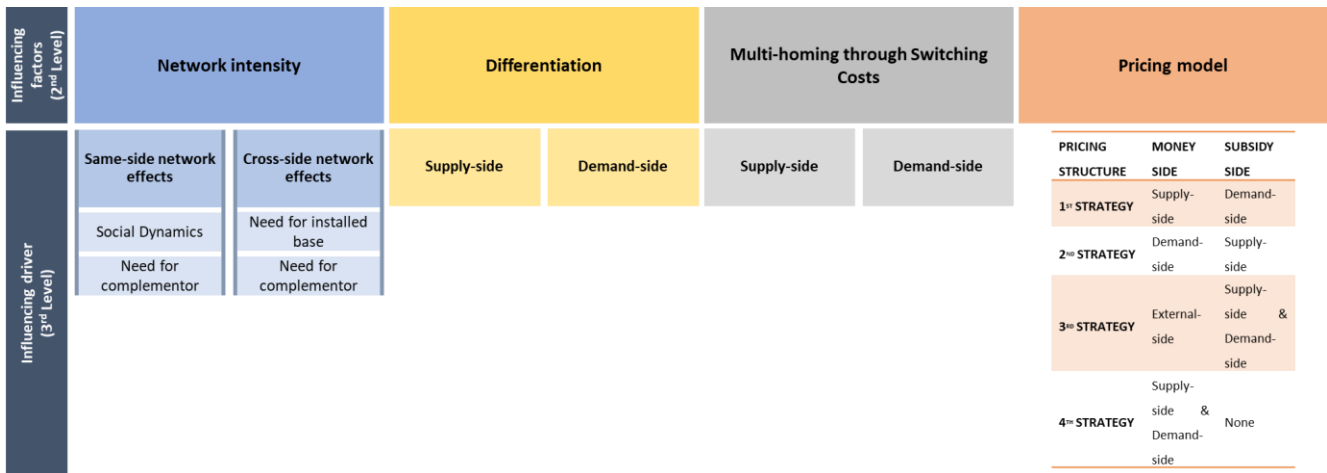 Influencing
factors
(2nd Level)
Network intensity
Differentiation
Multi-homing through Switching
Costs
Pricing model
Influencing driver
(3rd Level)
Same-side network
effects
Social Dynamics
Need for
complementor
Cross-side network
effects
Need for installed
base
Need for
complementor
Supply-side
Demand-side
Supply-side
Demand-side
PRICING
STRUCTURE
MONEY
SIDE
SUBSIDY
SIDE
1ST STRATEGY
Supply-
side
Demand-
side
2ND STRATEGY
Demand-
side
Supply-
side
3RD STRATEGY
External-
side
Supply-
side &
Demand-
side
4TH STRATEGY
Supply-
side &
Demand-
side
None